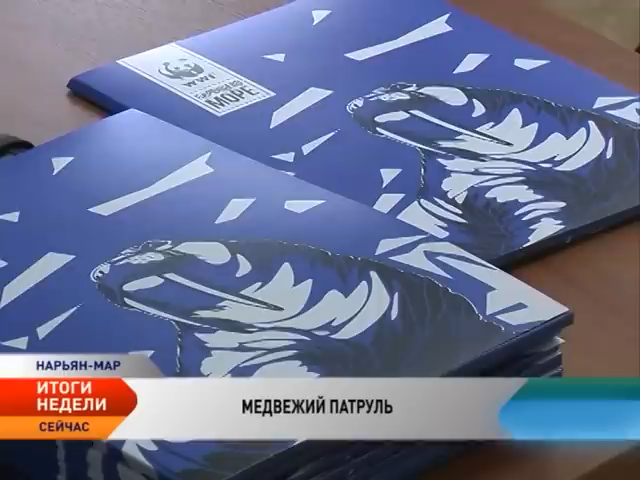 WWF
БАРЕНЦЕВО
МОРЕ
НАРЬЯН-МАР
ИТОГИ
НЕДЕЛИ
СЕЙЧАС
МЕДВЕЖИЙ ПАТРУЛЬ